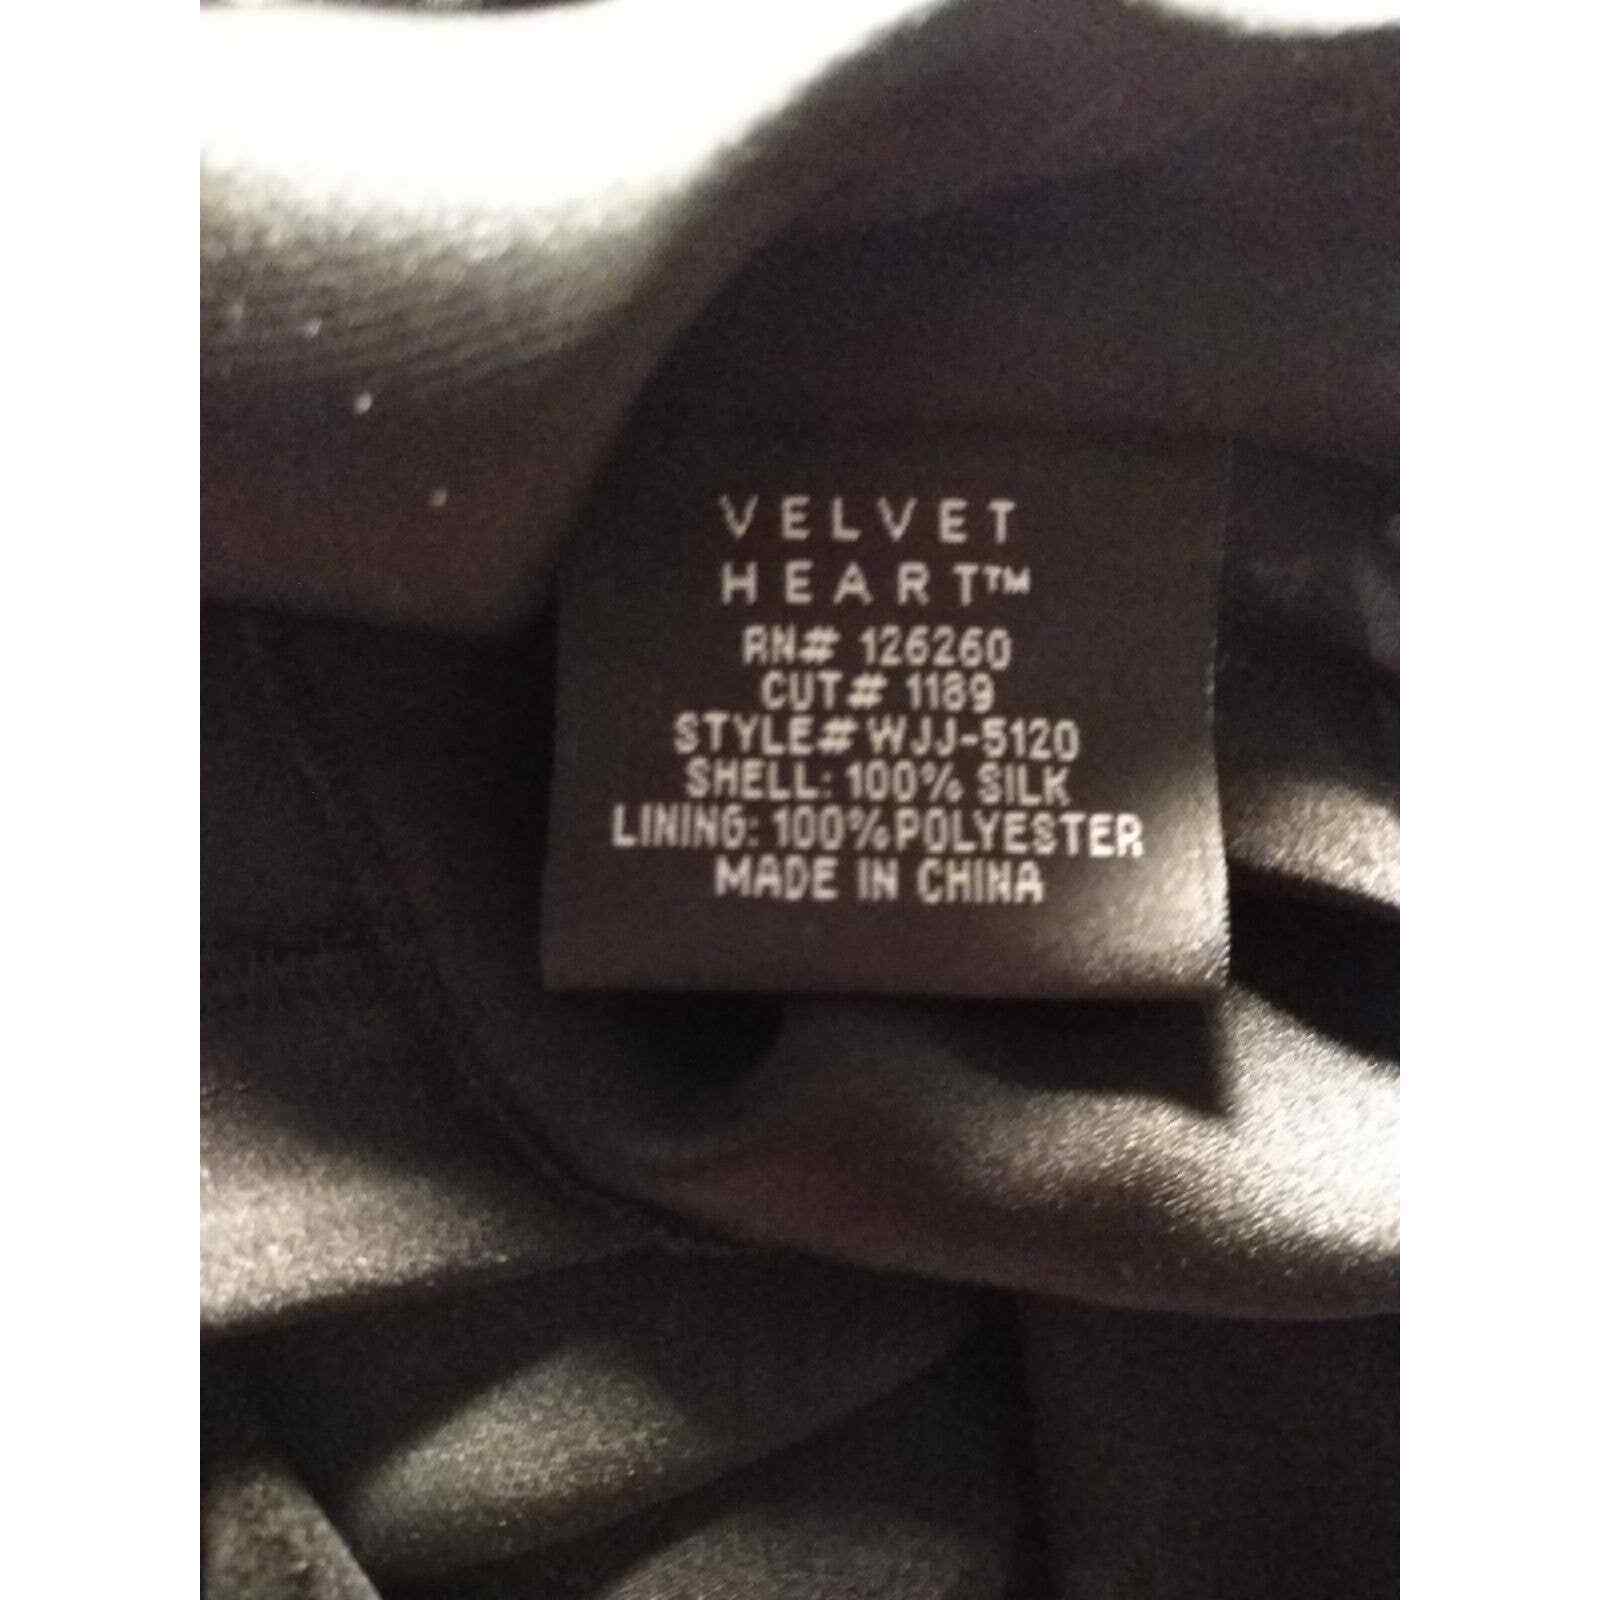 VELVET
HEART™
RN# 126260
CUT# 1189
STYLE# WJJ-5120
SHELL: 100% SILK
LINING: 100% POLYESTER
MADE IN CHINA